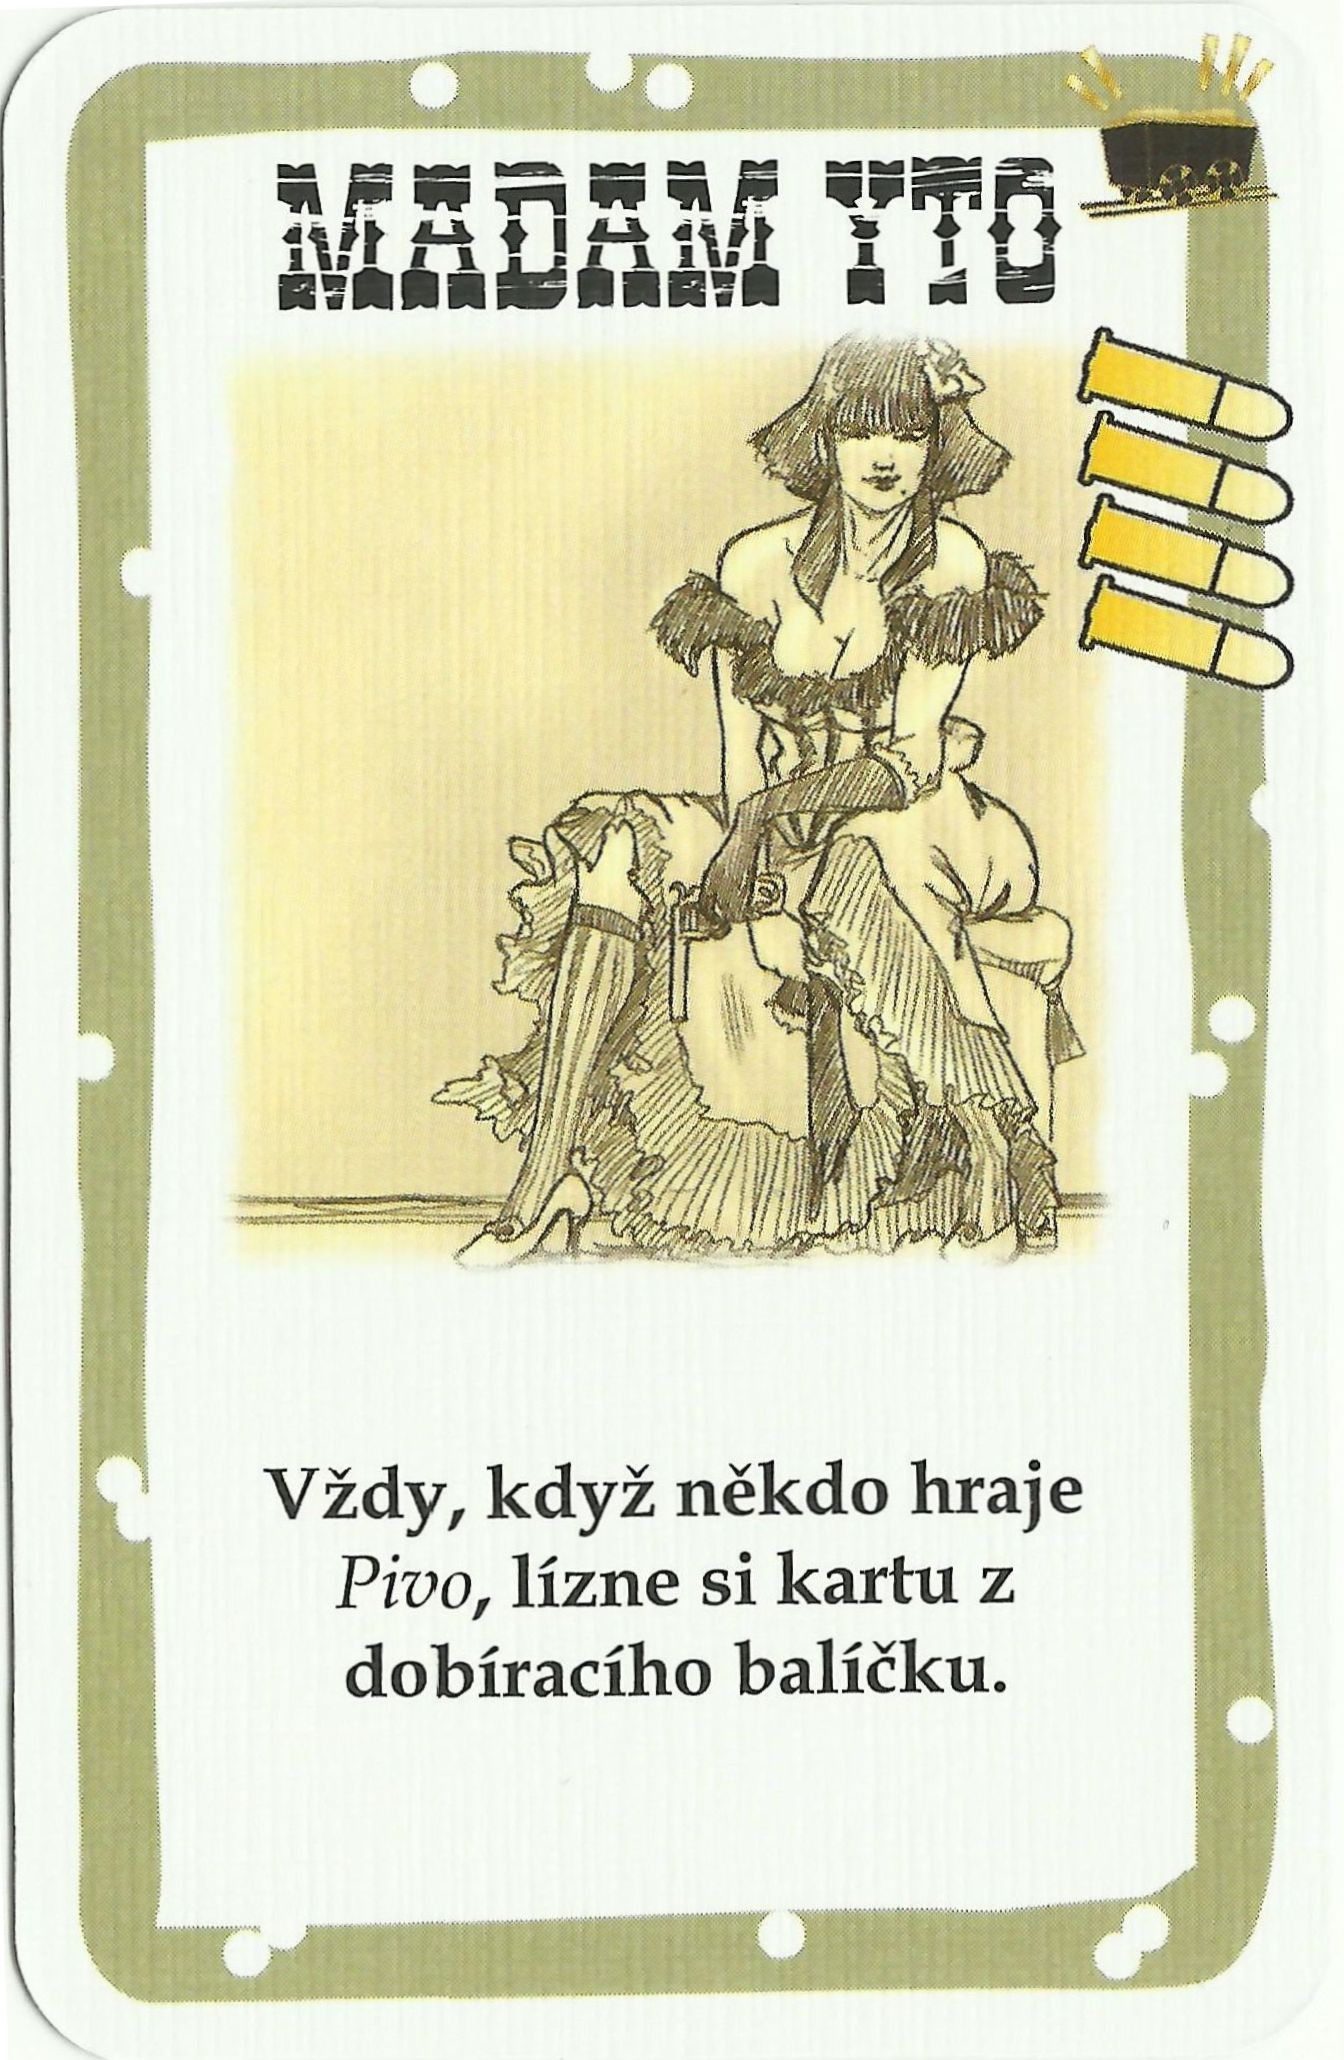 MADAM YTO
Vždy, když někdo hraje
Pivo, lízne si kartu z
dobíracího balíčku.